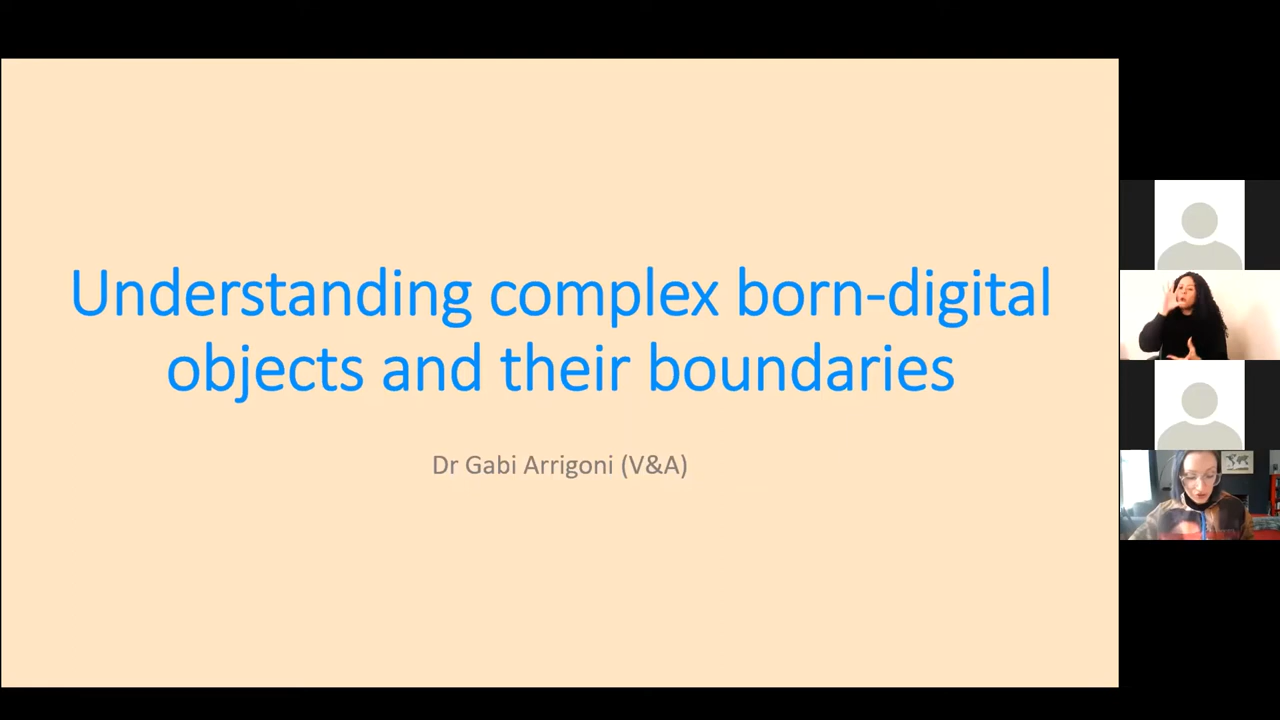 Understanding complex born-digital
objects and their boundaries
Dr Gabi Arrigoni (V&A)